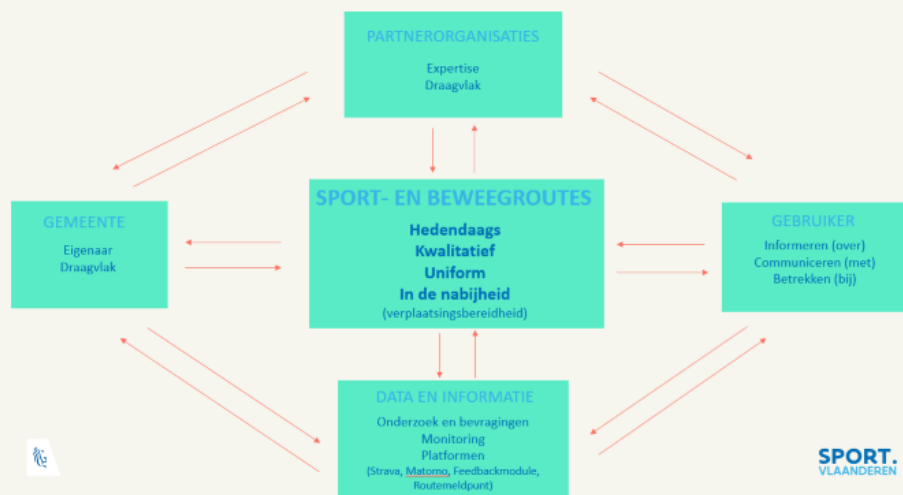 PARTNERORGANISATIES
Expertise
Draagvlak
GEMEENTE
Eigenaar
Draagvlak
SPORT- EN BEWEEGROUTES
Hedendaags
Kwalitatief
Uniform
In de nabijheid
(verplaatsingsbereidheid)
GEBRUIKER
Informeren (over)
Communiceren (met)
Betrekken (bij)
DATA EN INFORMATIE
Onderzoek en bevragingen
Monitoring
Platformen
(Strava, Matomo, Feedbackmodule,
Routemeldpunt)
SPORT.
VLAANDEREN